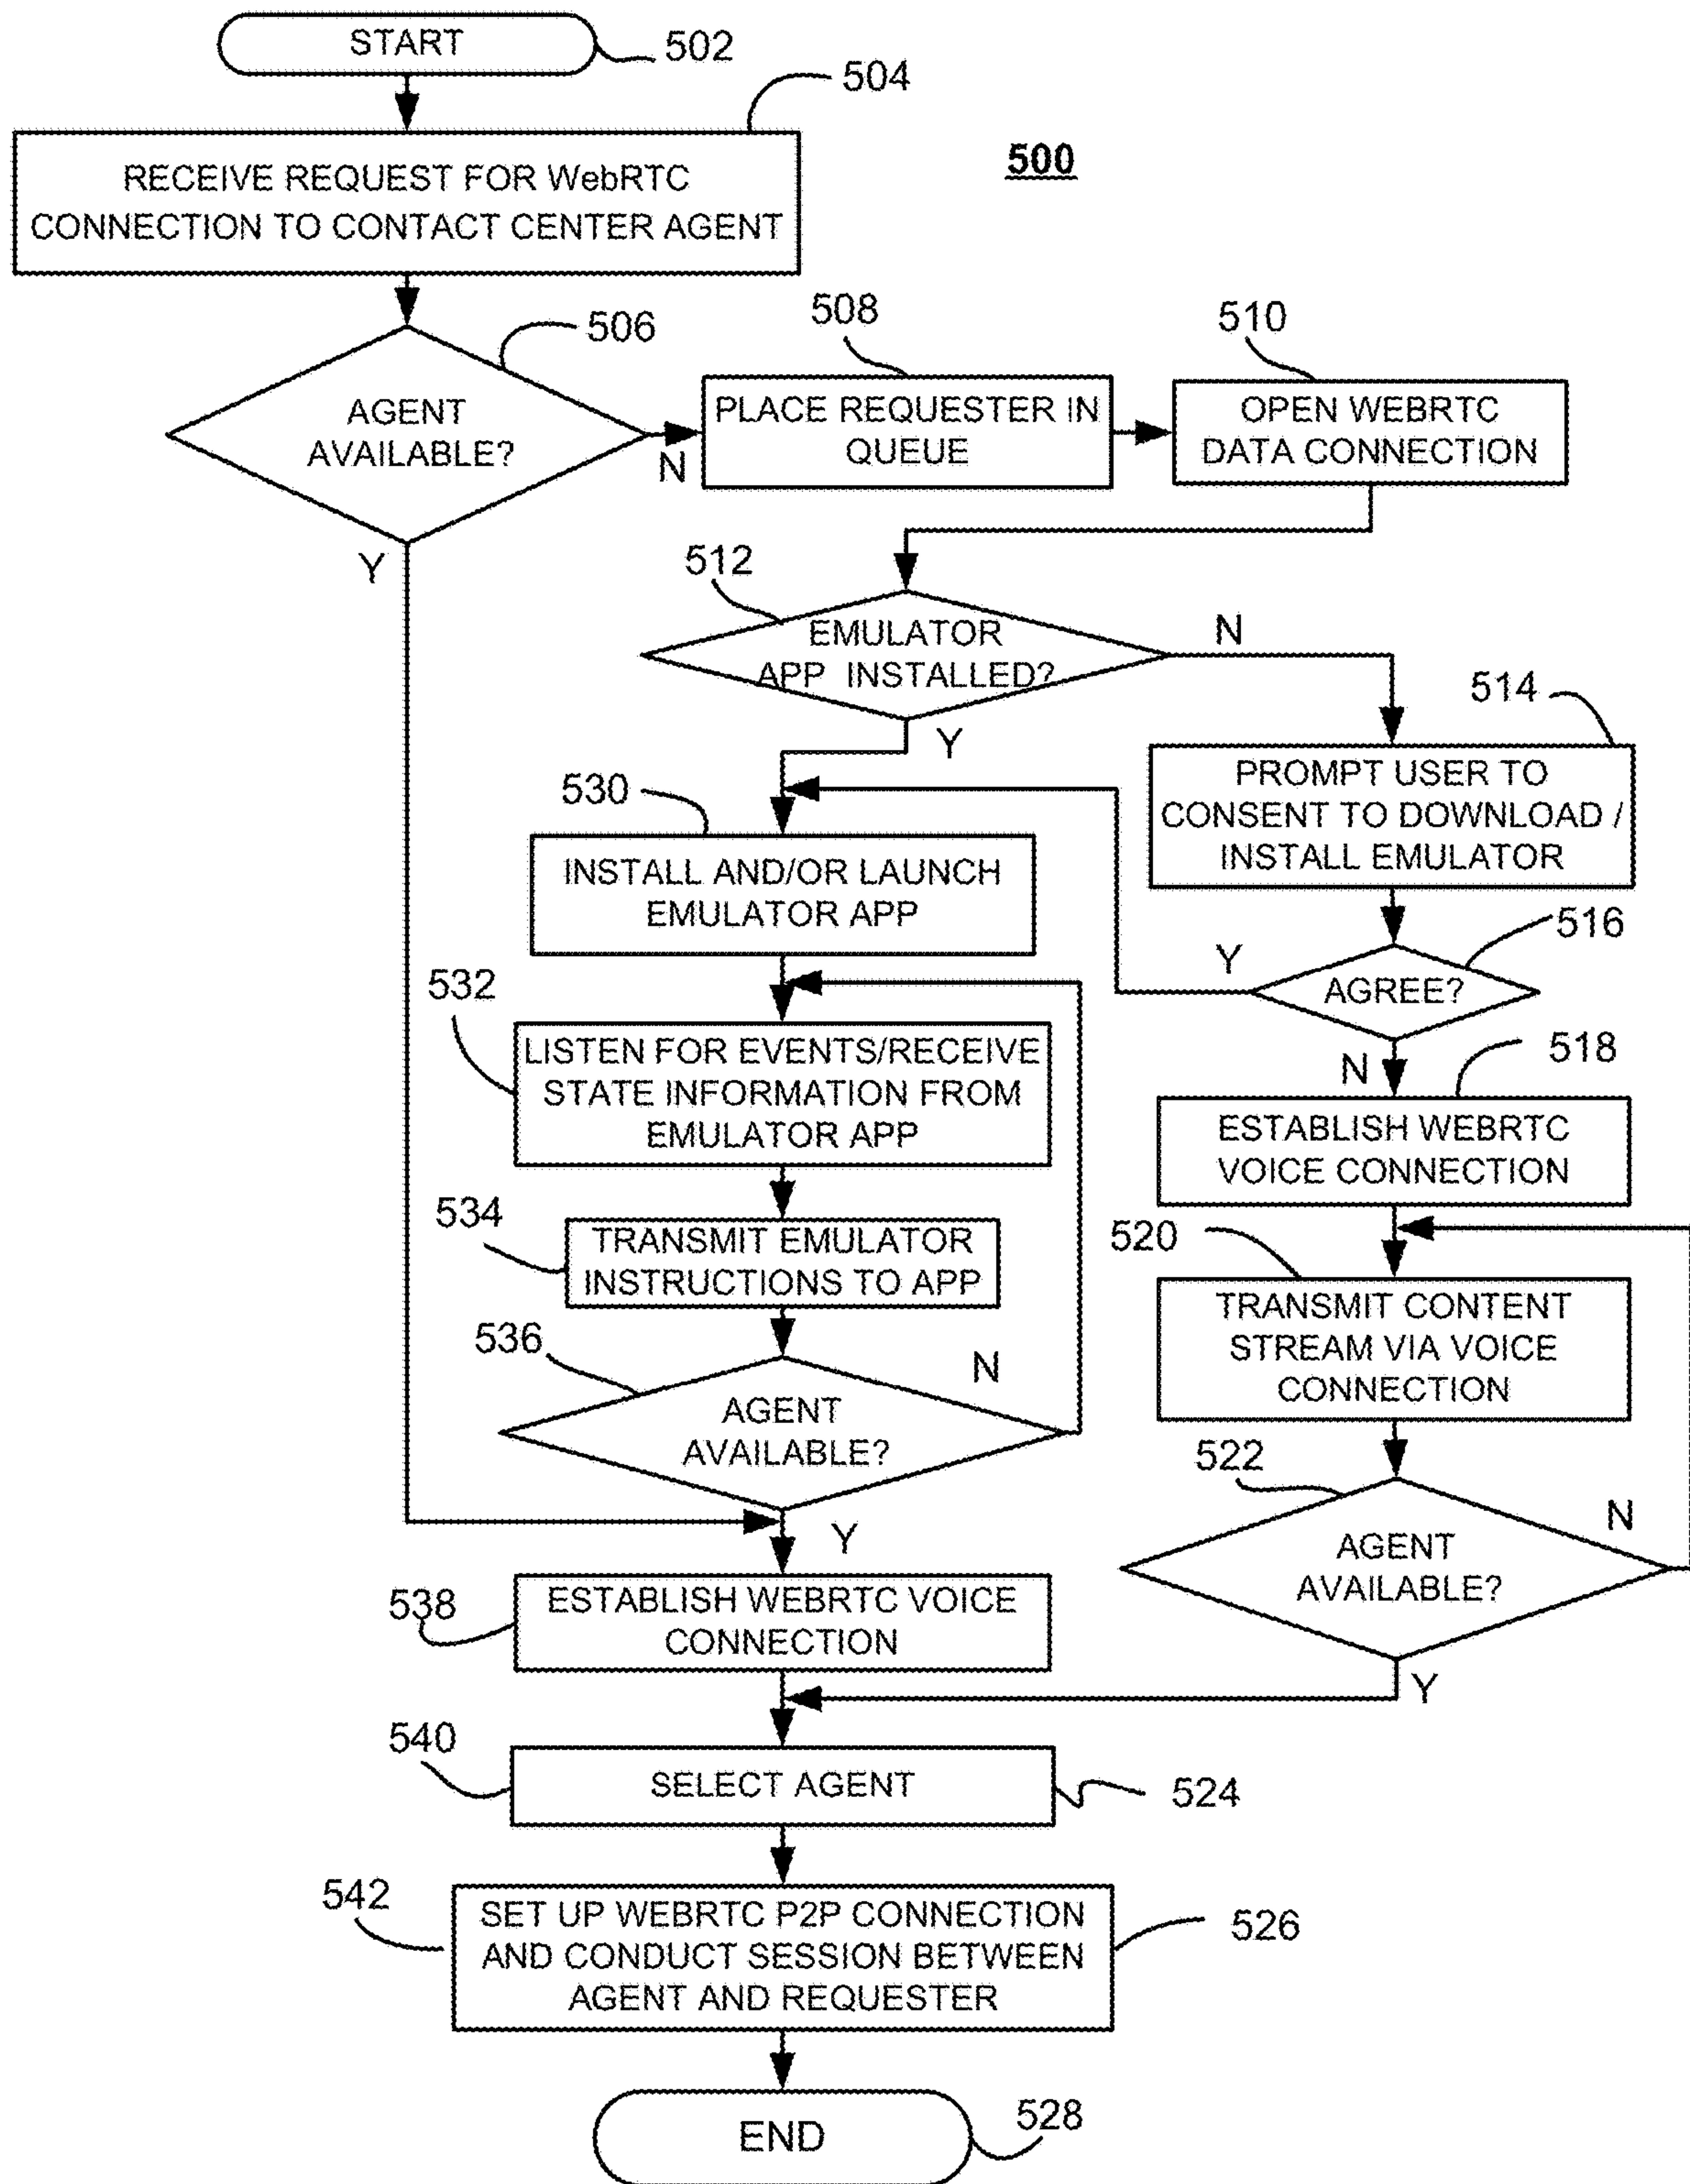 START
502
504
500
RECEIVE REQUEST FOR WebRTC
CONNECTION TO CONTACT CENTER AGENT
506
508
510
AGENT
AVAILABLE?
N
Y
PLACE REQUESTER IN
QUEUE
OPEN WEBRTC
DATA CONNECTION
512
EMULATOR
APP INSTALLED?
N
Y
514
PROMPT USER TO
CONSENT TO DOWNLOAD /
INSTALL EMULATOR
530
INSTALL AND/OR LAUNCH
EMULATOR APP
516
Y
AGREE?
N
532
LISTEN FOR EVENTS/RECEIVE
STATE INFORMATION FROM
EMULATOR APP
518
ESTABLISH WEBRTC
VOICE CONNECTION
534
TRANSMIT EMULATOR
INSTRUCTIONS TO APP
520
TRANSMIT CONTENT
STREAM VIA VOICE
CONNECTION
536
N
AGENT
AVAILABLE?
Y
522
N
AGENT
AVAILABLE?
Y
538
ESTABLISH WEBRTC VOICE
CONNECTION
540
SELECT AGENT
524
542
SET UP WEBRTC P2P CONNECTION
AND CONDUCT SESSION BETWEEN
AGENT AND REQUESTER
526
END
528